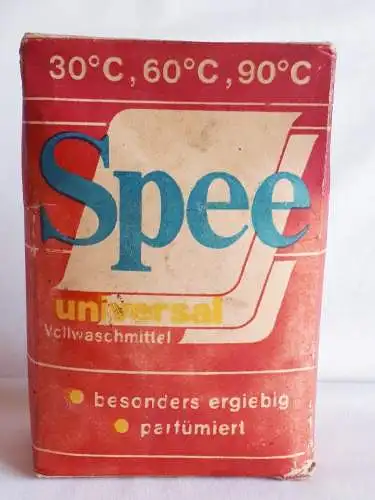 30°C, 60°C, 90°C
Spee
universal
Vollwaschmittel
besonders ergiebig
parfümiert